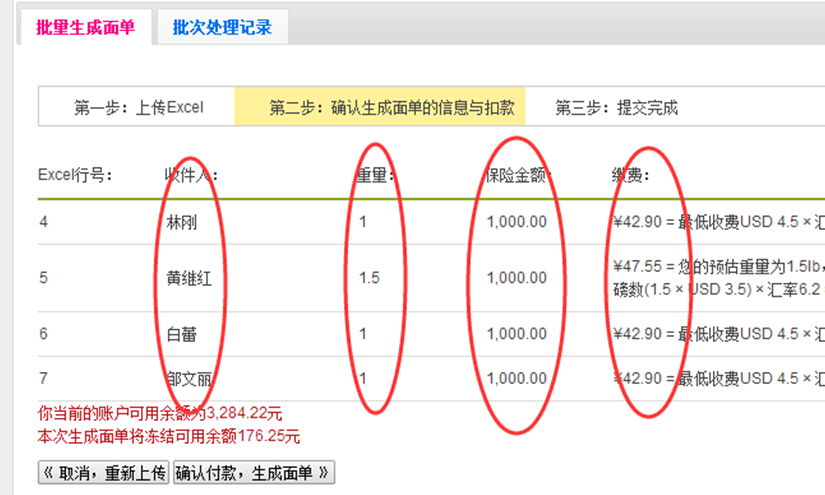 批量生成面单 批次处理记录
第一步：上传Excel 第二步：确认生成面单的信息与扣款 第三步：提交完成
Excel行号： 收件人： 重量： 保险金额： 缴费：
4 林刚 1 1,000.00 ¥42.90 = 最低收费USD 4.5 × 汇
5 黄继红 1.5 1,000.00 ¥47.55 = 您的预估重量为1.5lb，
磅数(1.5 × USD 3.5) × 汇率6.2
6 白蕾 1 1,000.00 ¥42.90 = 最低收费USD 4.5 × 汇
7 邹文丽 1 1,000.00 ¥42.90 = 最低收费USD 4.5 × 汇
你当前的账户可用余额为3,284.22元
本次生成面单将冻结可用余额176.25元
《 取消，重新上传 确认付款，生成面单 》